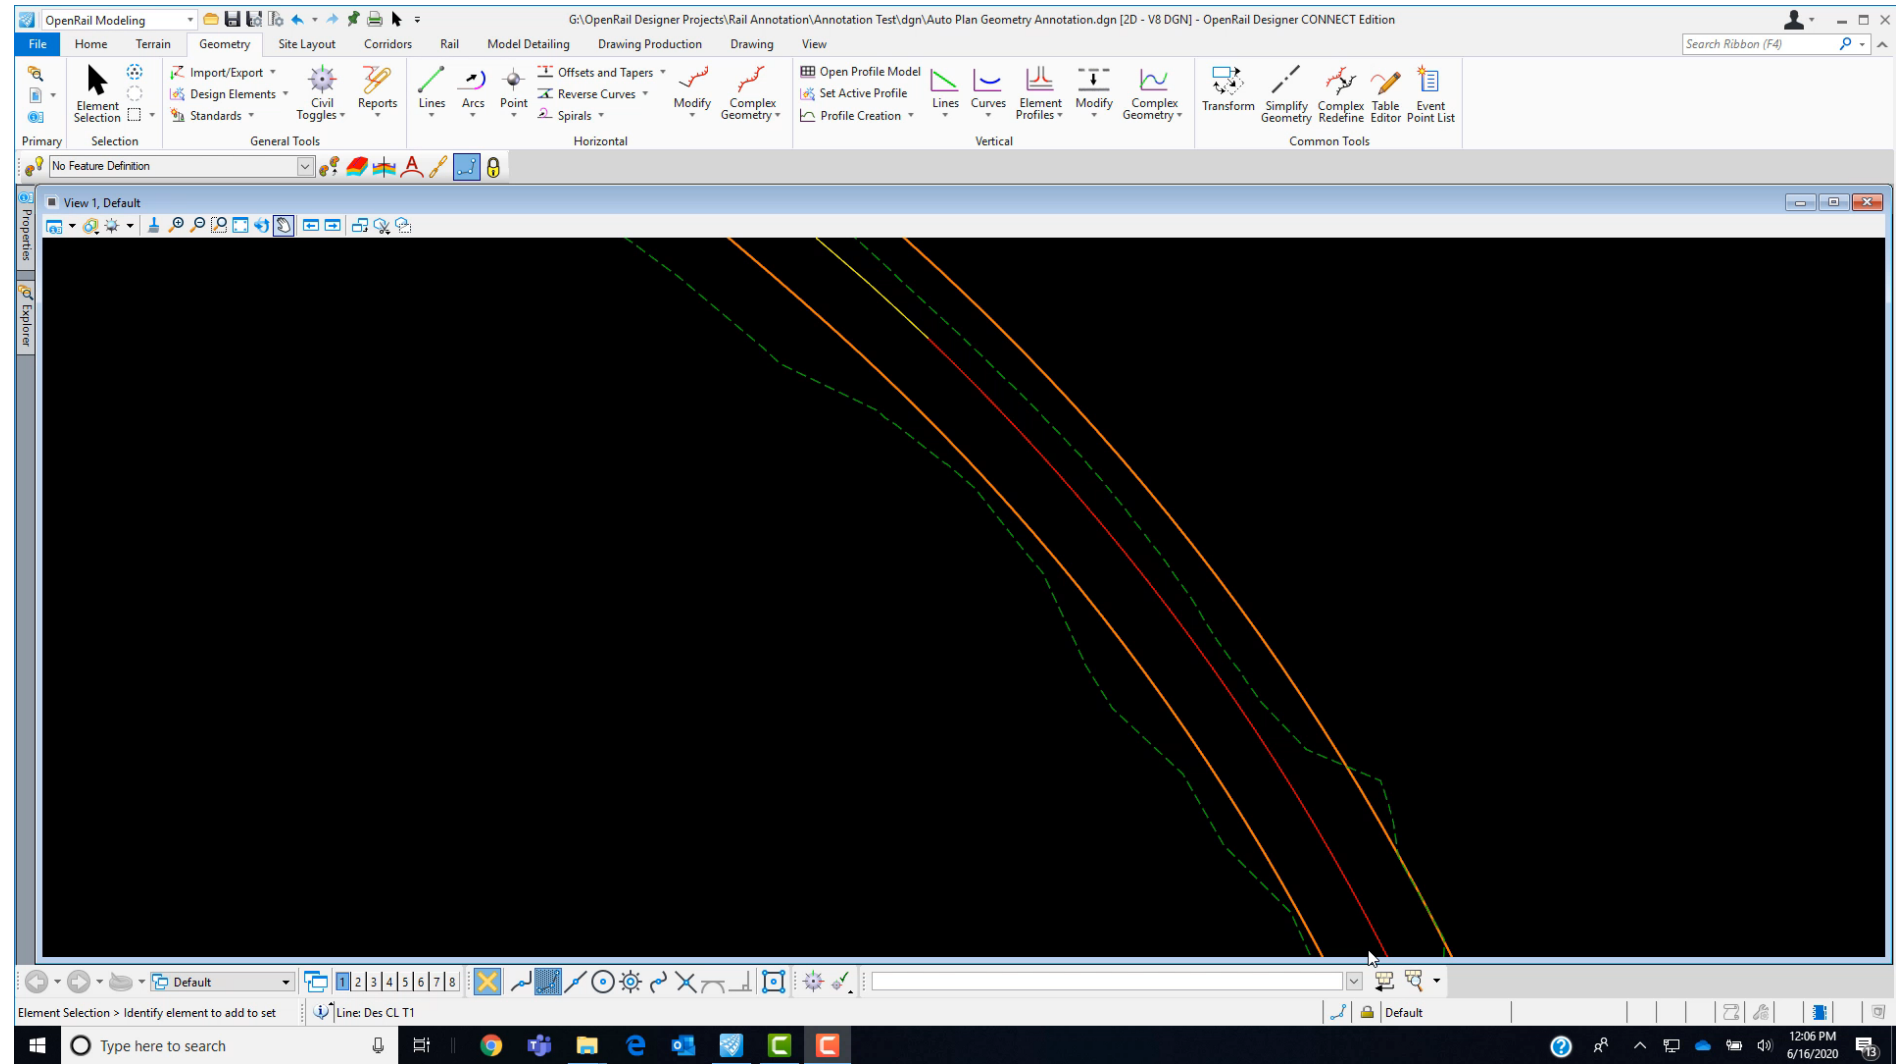 OpenRail Modeling
G:\OpenRail Designer Projects\Rail Annotation\Annotation Test\dgn\Auto Plan Geometry Annotation.dgn [2D - V8 DGN] - OpenRail Designer CONNECT Edition
File Home Terrain Geometry Site Layout Corridors Rail Model Detailing Drawing Production Drawing View
Search Ribbon (F4)
Import/Export
Design Elements
Standards
Element Selection
Civil Toggles
Reports
Lines
Arcs
Point
Offsets and Tapers
Reverse Curves
Spirals
Modify
Complex Geometry
Open Profile Model
Set Active Profile
Profile Creation
Lines
Curves
Element Profiles
Modify
Complex Geometry
Transform
Simplify Geometry
Complex Redefine
Table Editor
Event Point List
Primary Selection General Tools Horizontal Vertical Common Tools
No Feature Definition
View 1, Default
Properties
Explorer
Default
1 2 3 4 5 6 7 8
Element Selection > Identify element to add to set
Line: Des CL T1
Default
Type here to search
12:06 PM
6/16/2020
13